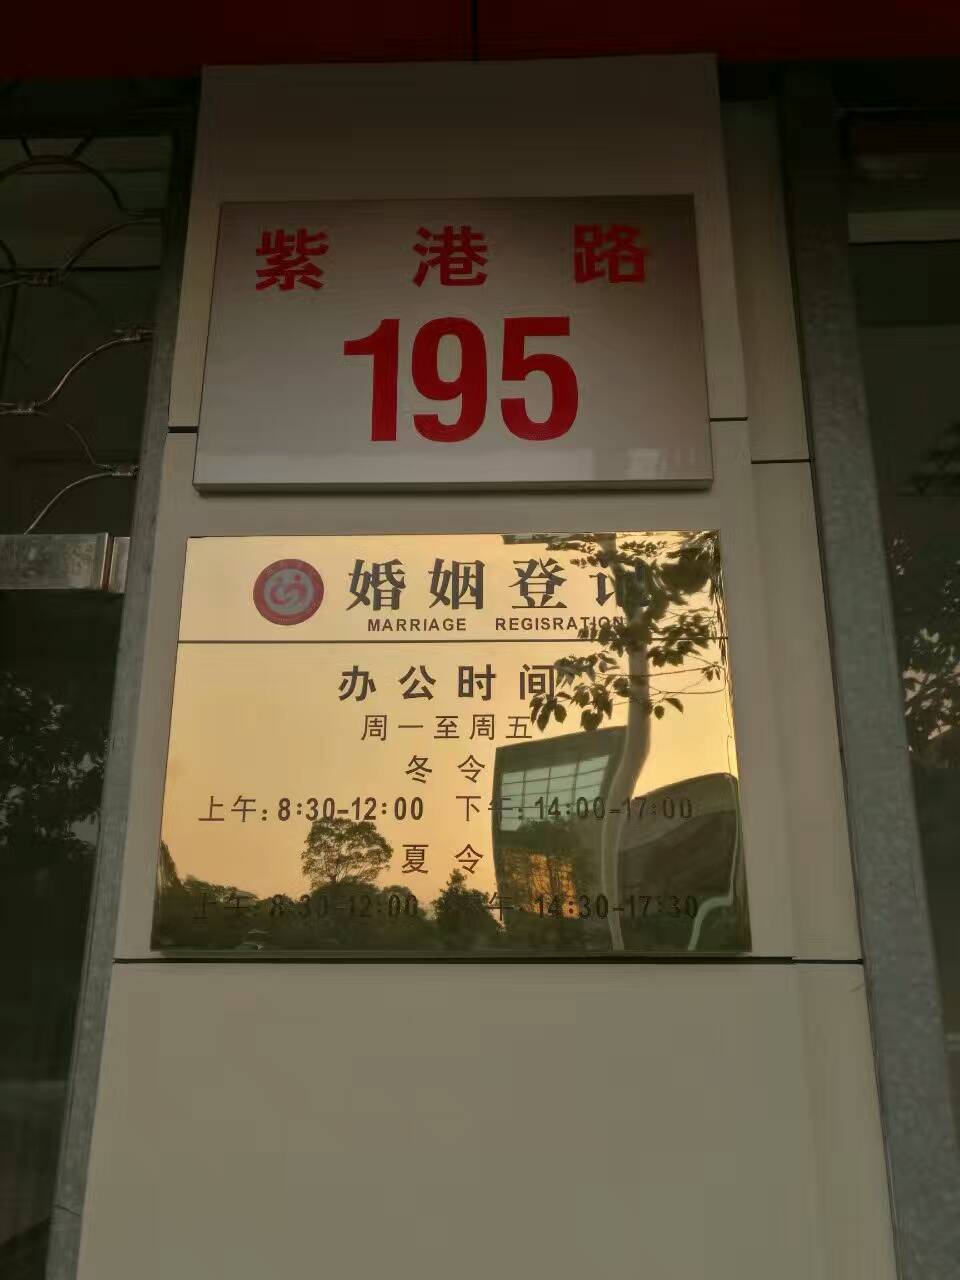 紫港路
195
婚姻登记
MARRIAGE REGISRATION
办公时间
周一至周五
冬令
上午:8:30-12:00 下午:14:00-17:00
夏令
上午:8:30-12:00 下午:14:30-17:30